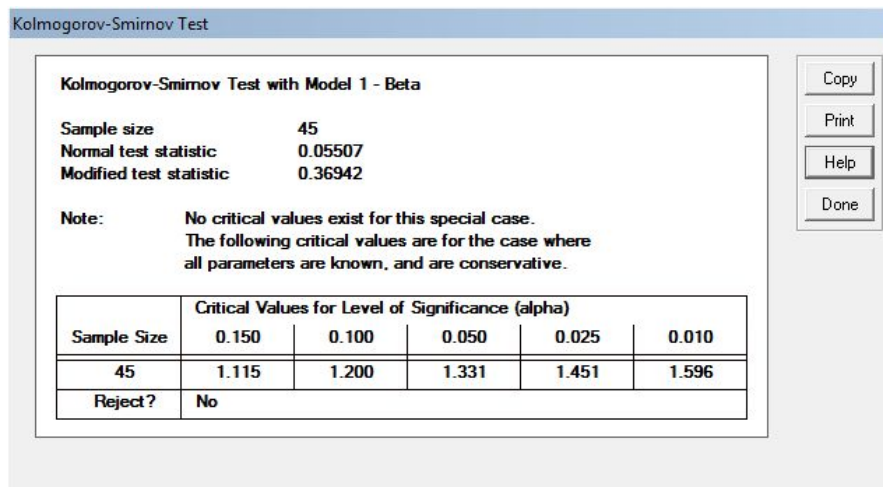 Kolmogorov-Smirnov Test
Kolmogorov-Smirnov Test with Model 1 - Beta
Sample size 45
Normal test statistic 0.05507
Modified test statistic 0.36942
Note: No critical values exist for this special case.
The following critical values are for the case where
all parameters are known, and are conservative.
Critical Values for Level of Significance (alpha)
Sample Size 0.150 0.100 0.050 0.025 0.010
45 1.115 1.200 1.331 1.451 1.596
Reject? No
Copy
Print
Help
Done